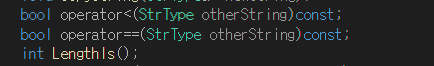 bool operator<(StrType otherString)const;
bool operator==(StrType otherString)const;
int LengthIs();